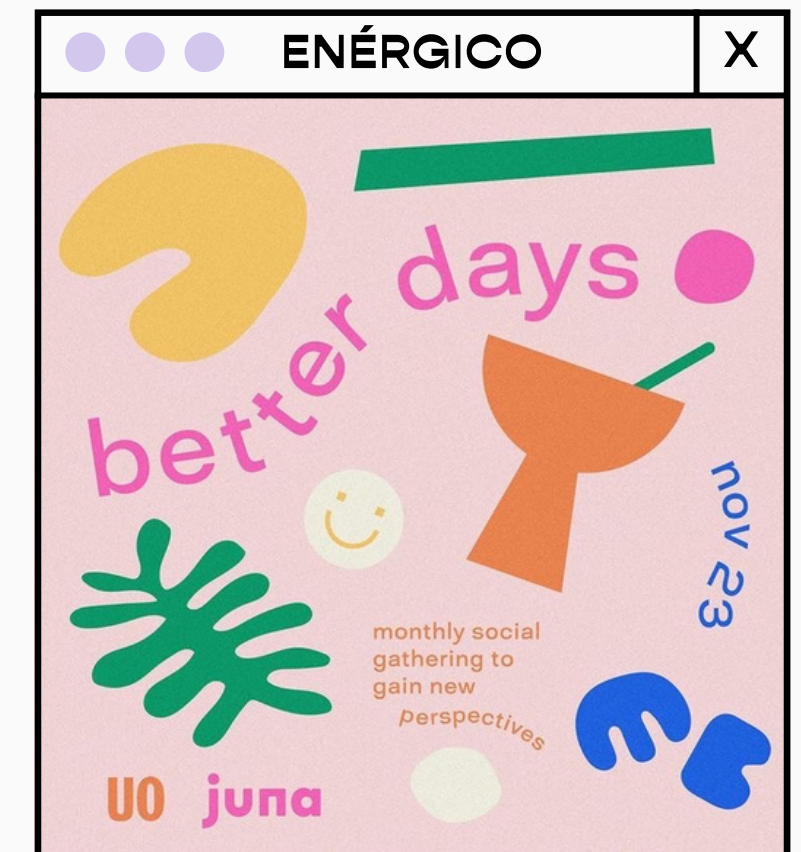 ENÉRGICO
X
better days
nov 23
monthly social
gathering to
gain new
perspectives
UO juna